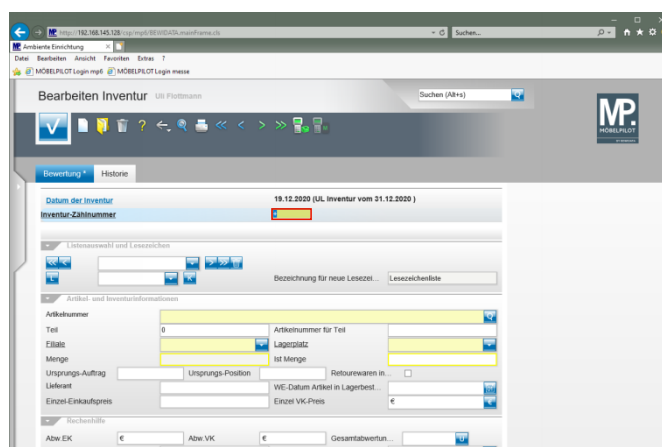 http://192.168.145.128/csp/mp6/BEWIDATA.mainFrame.cls
Suchen...
Ambiente Einrichtung
Datei Bearbeiten Ansicht Favoriten Extras ?
MÖBELPILOT Login mp6 MÖBELPILOT Login messe
Bearbeiten Inventur Uli Flottmann
Suchen (Alt+s)
MP.
MÖBELPILOT
Bewertung * Historie
Datum der Inventur 19.12.2020 (UL Inventur vom 31.12.2020 )
Inventur-Zählnummer
Listenauswahl und Lesezeichen
L K
Bezeichnung für neue Lesezei... Lesezeichenliste
Artikel- und Inventurinformationen
Artikelnummer
Teil 0 Artikelnummer für Teil
Filiale Lagerplatz
Menge Ist Menge
Ursprungs-Auftrag Ursprungs-Position Retourewaren in...
Lieferant WE-Datum Artikel in Lagerbest...
Einzel-Einkaufspreis Einzel VK-Preis €
Rechenhilfe
Abw.EK € Abw.VK € Gesamtabwertun...